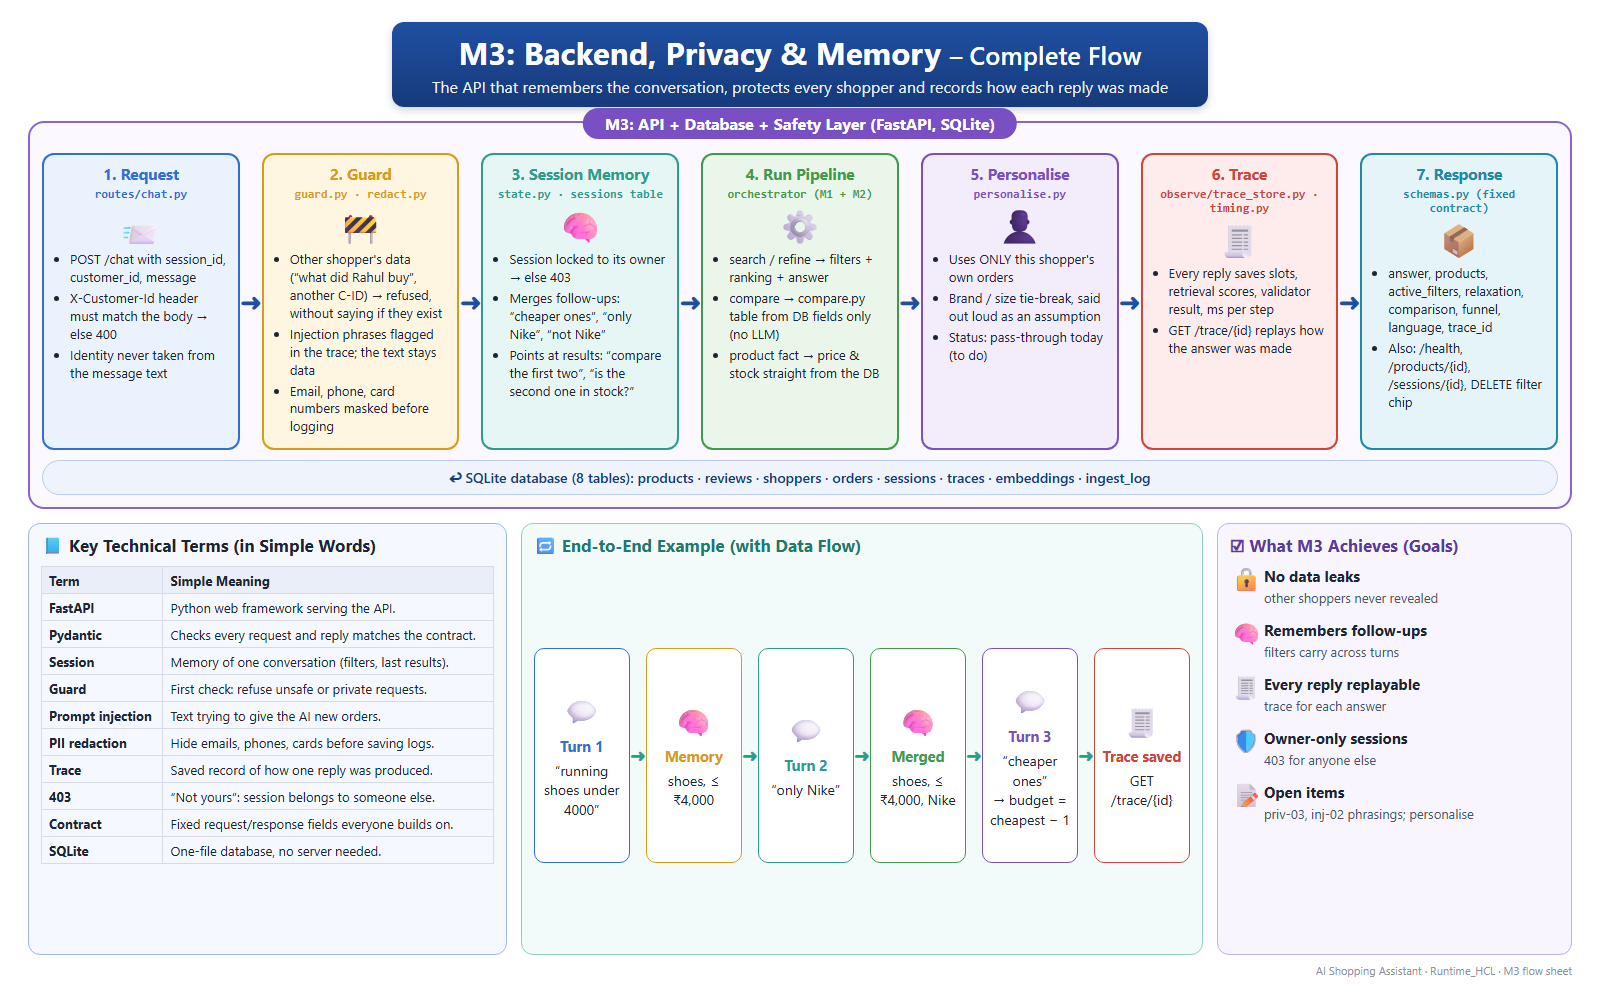 M3: Backend, Privacy & Memory – Complete Flow
The API that remembers the conversation, protects every shopper and records how each reply was made
M3: API + Database + Safety Layer (FastAPI, SQLite)
1. Request
routes/chat.py
• POST /chat with session_id,
customer_id, message
• X-Customer-Id header
must match the body →
else 400
• Identity never taken from
the message text
2. Guard
guard.py · redact.py
• Other shopper's data
("what did Rahul buy",
another C-ID) → refused,
without saying if they exist
• Injection phrases flagged
in the trace; the text stays
data
• Email, phone, card
numbers masked before
logging
3. Session Memory
state.py · sessions table
• Session locked to its owner
→ else 403
• Merges follow-ups:
“cheaper ones”, “only
Nike”, “not Nike”
• Points at results: “compare
the first two”, “is the
second one in stock?”
4. Run Pipeline
orchestrator (M1 + M2)
• search / refine → filters +
ranking + answer
• compare → compare.py
table from DB fields only
(no LLM)
• product fact → price &
stock straight from the DB
5. Personalise
personalise.py
• Uses ONLY this shopper's
own orders
• Brand / size tie-break, said
out loud as an assumption
• Status: pass-through today
(to do)
6. Trace
observe/trace_store.py ·
timing.py
• Every reply saves slots,
retrieval scores, validator
result, ms per step
• GET /trace/{id} replays how
the answer was made
7. Response
schemas.py (fixed
contract)
• answer, products,
active_filters, relaxation,
comparison, funnel,
language, trace_id
• Also: /health,
/products/{id},
/sessions/{id}, DELETE filter
chip
↩ SQLite database (8 tables): products · reviews · shoppers · orders · sessions · traces · embeddings · ingest_log
Key Technical Terms (in Simple Words)
Term Simple Meaning
FastAPI Python web framework serving the API.
Pydantic Checks every request and reply matches the contract.
Session Memory of one conversation (filters, last results).
Guard First check: refuse unsafe or private requests.
Prompt injection Text trying to give the AI new orders.
PII redaction Hide emails, phones, cards before saving logs.
Trace Saved record of how one reply was produced.
403 “Not yours”: session belongs to someone else.
Contract Fixed request/response fields everyone builds on.
SQLite One-file database, no server needed.
End-to-End Example (with Data Flow)
Turn 1
“running
shoes under
4000”
Memory
shoes, ≤
₹4,000
Turn 2
“only Nike”
Merged
shoes, ≤
₹4,000, Nike
Turn 3
“cheaper
ones”
→ budget =
cheapest − 1
Trace saved
GET
/trace/{id}
☑ What M3 Achieves (Goals)
No data leaks
other shoppers never revealed
Remembers follow-ups
filters carry across turns
Every reply replayable
trace for each answer
Owner-only sessions
403 for anyone else
Open items
priv-03, inj-02 phrasings; personalise
AI Shopping Assistant · Runtime_HCL · M3 flow sheet